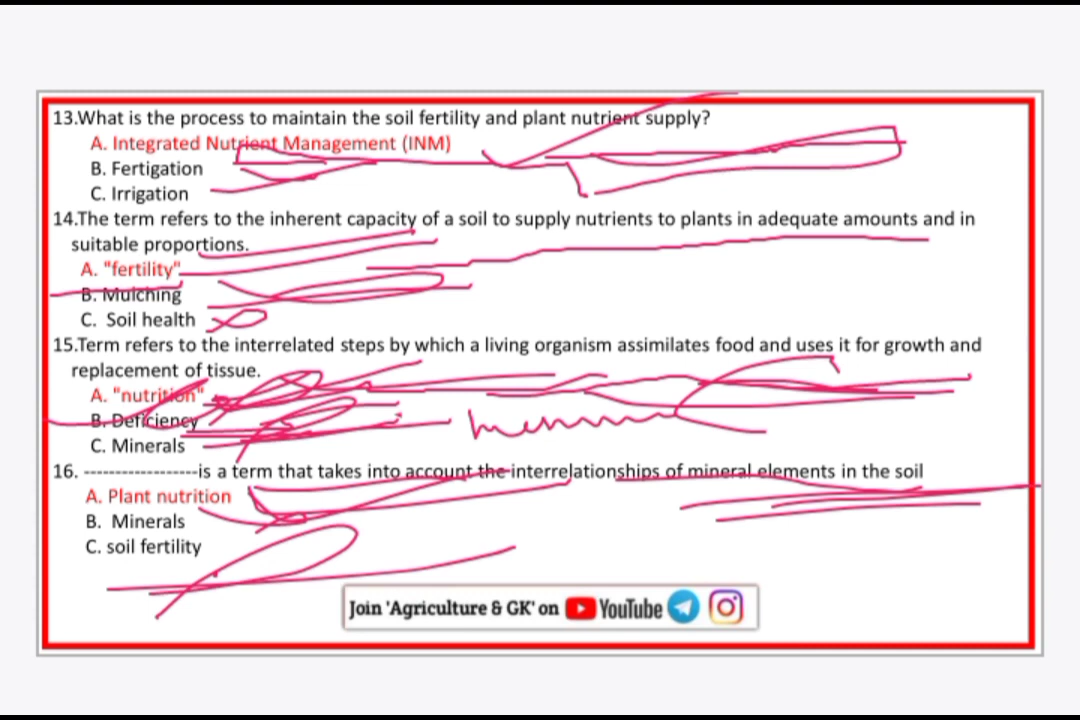 13.What is the process to maintain the soil fertility and plant nutrient supply?
A. Integrated Nutrient Management (INM)
B. Fertigation
C. Irrigation
14.The term refers to the inherent capacity of a soil to supply nutrients to plants in adequate amounts and in
suitable proportions.
A. "fertility"
B. Mulching
C. Soil health
15.Term refers to the interrelated steps by which a living organism assimilates food and uses it for growth and
replacement of tissue.
A. "nutrition"
B. Deficiency
C. Minerals
16. ------------------is a term that takes into account the interrelationships of mineral elements in the soil
A. Plant nutrition
B. Minerals
C. soil fertility
Join 'Agriculture & GK' on YouTube